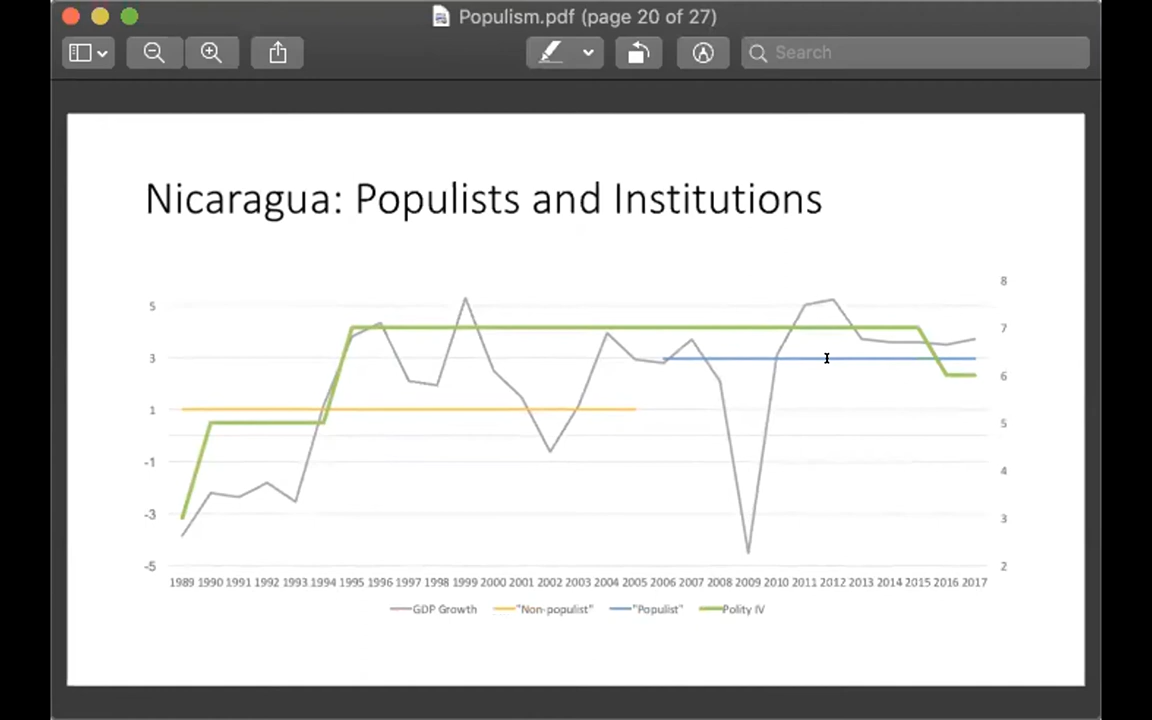 Populism.pdf (page 20 of 27)
Search
Nicaragua: Populists and Institutions
8
5
7
3
6
1
5
-1
4
-3
3
-5
2
1989 1990 1991 1992 1993 1994 1995 1996 1997 1998 1999 2000 2001 2002 2003 2004 2005 2006 2007 2008 2009 2010 2011 2012 2013 2014 2015 2016 2017
GDP Growth "Non-populist" "Populist" Polity IV